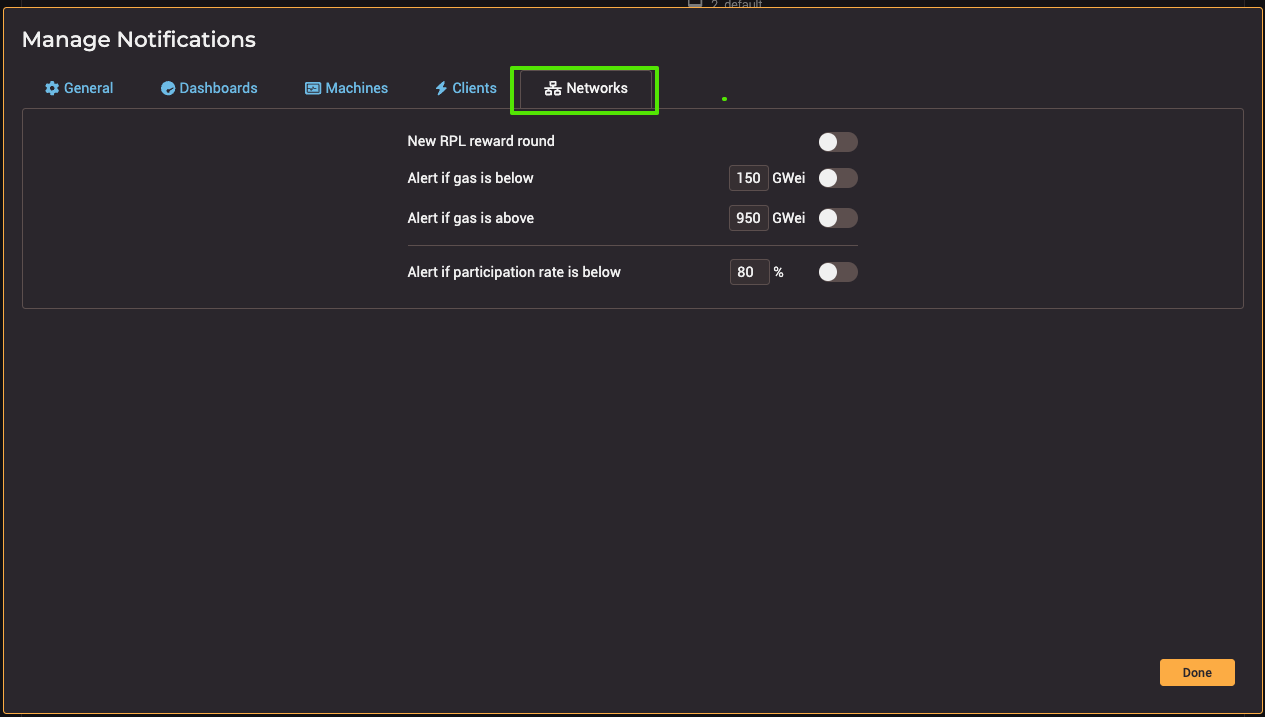 2 default
Manage Notifications
General Dashboards Machines Clients Networks
New RPL reward round
Alert if gas is below 150 GWei
Alert if gas is above 950 GWei
Alert if participation rate is below 80 %
Done